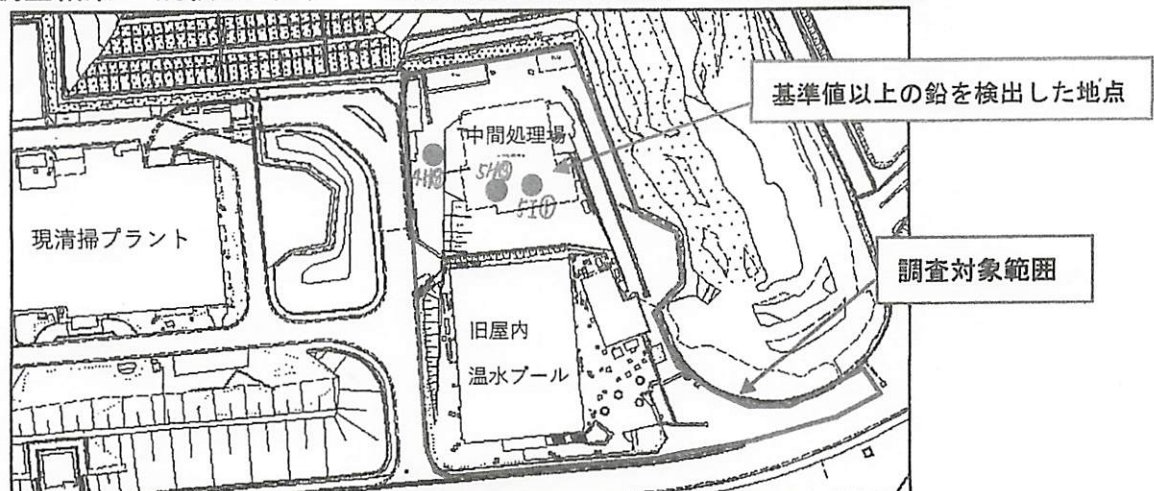 基準値以上の鉛を検出した地点
中間処理場
5H⑨
5I①
現清掃プラント
調査対象範囲
旧屋内
温水プール